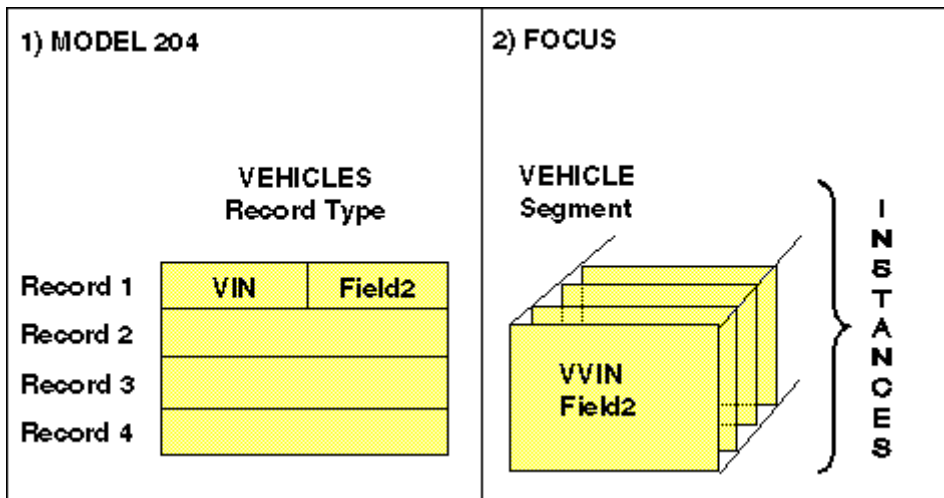 1) MODEL 204
VEHICLES
Record Type
Record 1
VIN
Field2
Record 2
Record 3
Record 4
2) FOCUS
VEHICLE
Segment
VVIN
Field2
INSTANCES